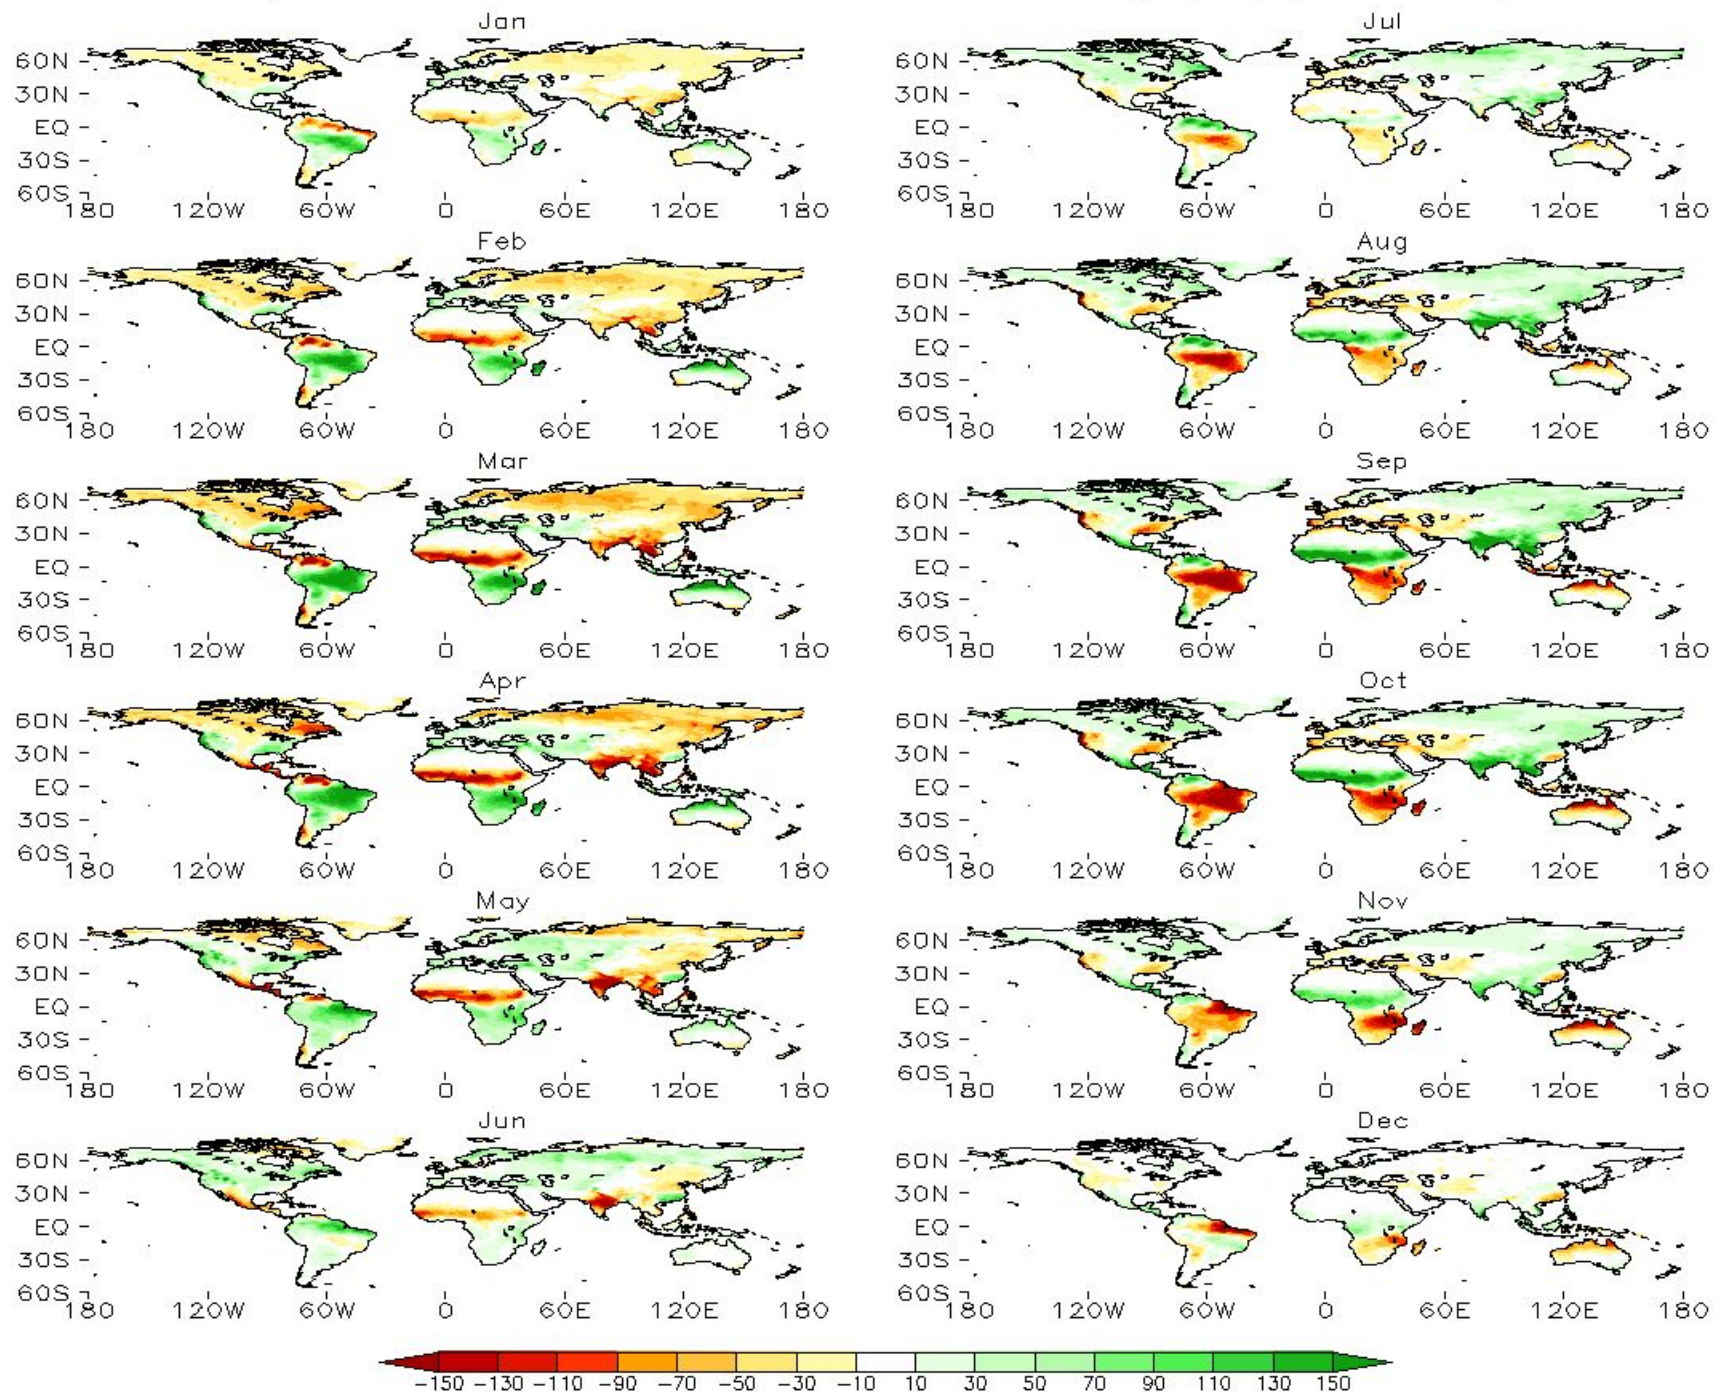 Jan Jul
60N 60N
30N 30N
EQ EQ
30S 30S
60S 60S
180 120W 60W 0 60E 120E 180 180 120W 60W 0 60E 120E 180
Feb Aug
60N 60N
30N 30N
EQ EQ
30S 30S
60S 60S
180 120W 60W 0 60E 120E 180 180 120W 60W 0 60E 120E 180
Mar Sep
60N 60N
30N 30N
EQ EQ
30S 30S
60S 60S
180 120W 60W 0 60E 120E 180 180 120W 60W 0 60E 120E 180
Apr Oct
60N 60N
30N 30N
EQ EQ
30S 30S
60S 60S
180 120W 60W 0 60E 120E 180 180 120W 60W 0 60E 120E 180
May Nov
60N 60N
30N 30N
EQ EQ
30S 30S
60S 60S
180 120W 60W 0 60E 120E 180 180 120W 60W 0 60E 120E 180
Jun Dec
60N 60N
30N 30N
EQ EQ
30S 30S
60S 60S
180 120W 60W 0 60E 120E 180 180 120W 60W 0 60E 120E 180
-150 -130 -110 -90 -70 -50 -30 -10 10 30 50 70 90 110 130 150